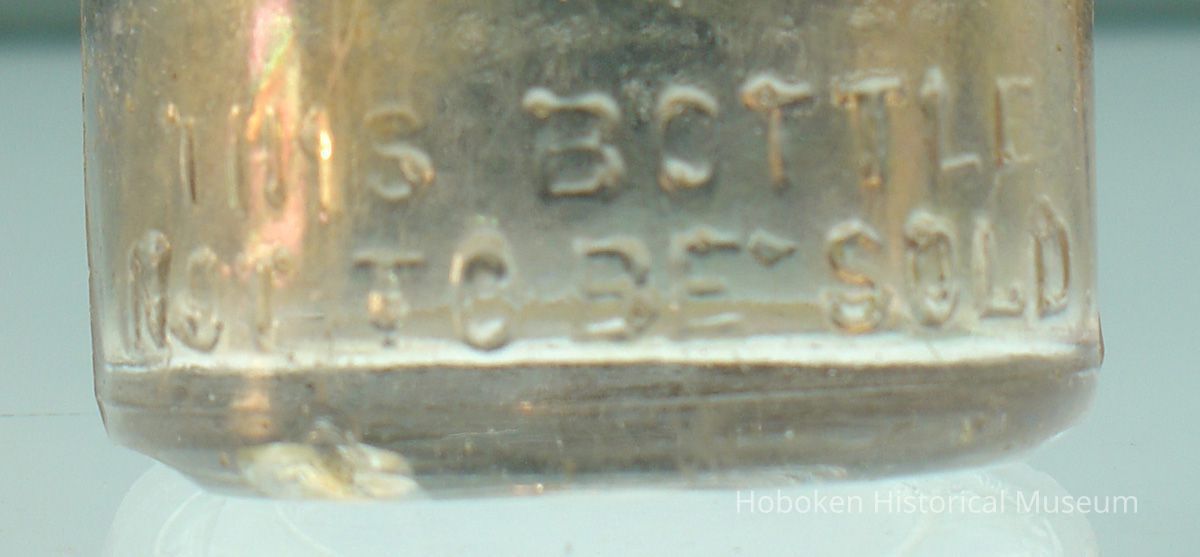 THIS BOTTLE
NOT TO BE SOLD
Hoboken Historical Museum